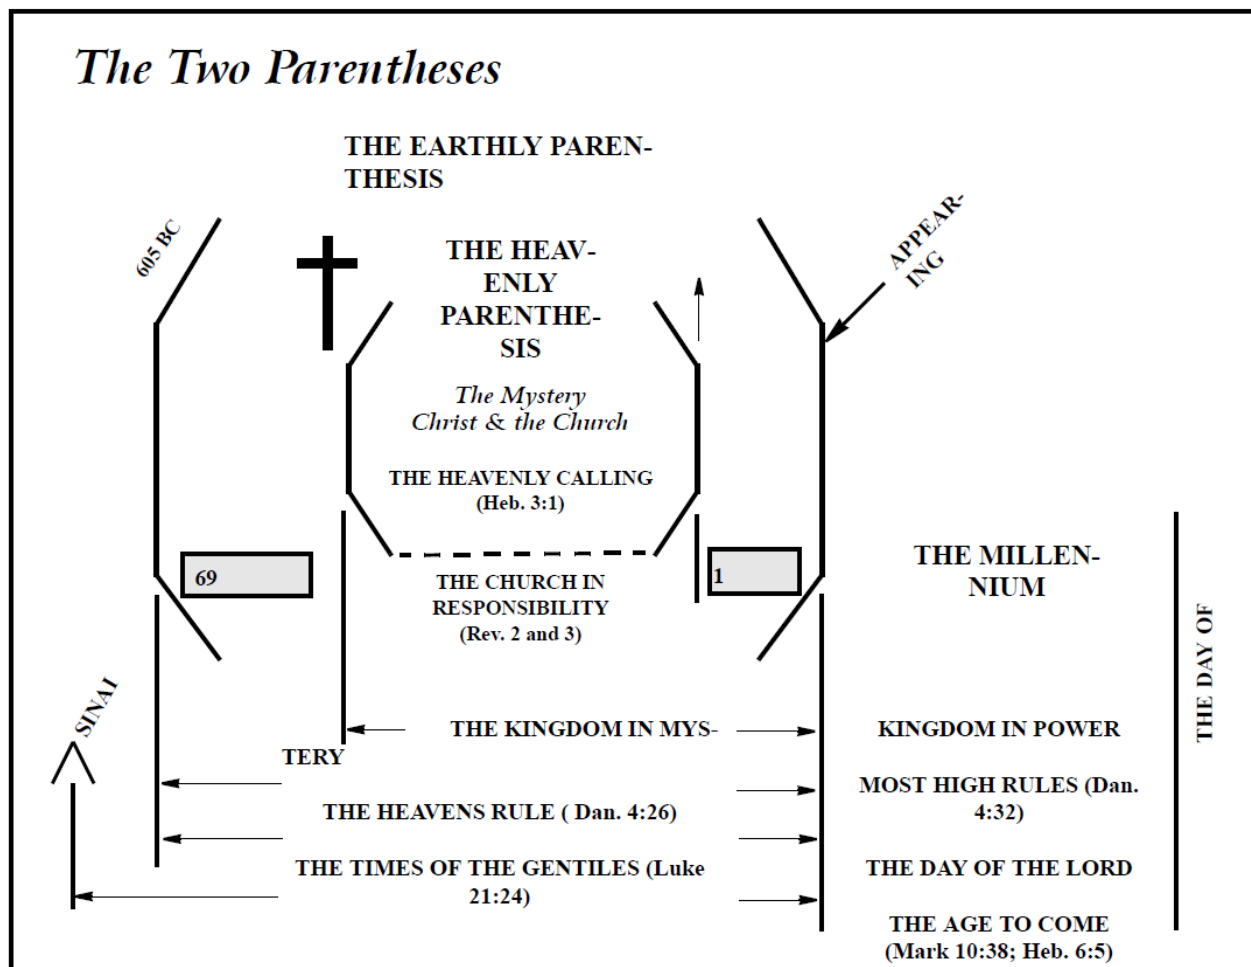 The Two Parentheses
THE EARTHLY PAREN-
THESIS
605 BC
THE HEAV-
ENLY
PARENTHE-
SIS
APPEAR-
ING
The Mystery
Christ & the Church
THE HEAVENLY CALLING
(Heb. 3:1)
69
1
THE CHURCH IN
RESPONSIBILITY
(Rev. 2 and 3)
THE MILLEN-
NIUM
THE DAY OF
SINAI
THE KINGDOM IN MYS-
TERY
KINGDOM IN POWER
THE HEAVENS RULE ( Dan. 4:26)
MOST HIGH RULES (Dan.
4:32)
THE TIMES OF THE GENTILES (Luke
21:24)
THE DAY OF THE LORD
THE AGE TO COME
(Mark 10:38; Heb. 6:5)